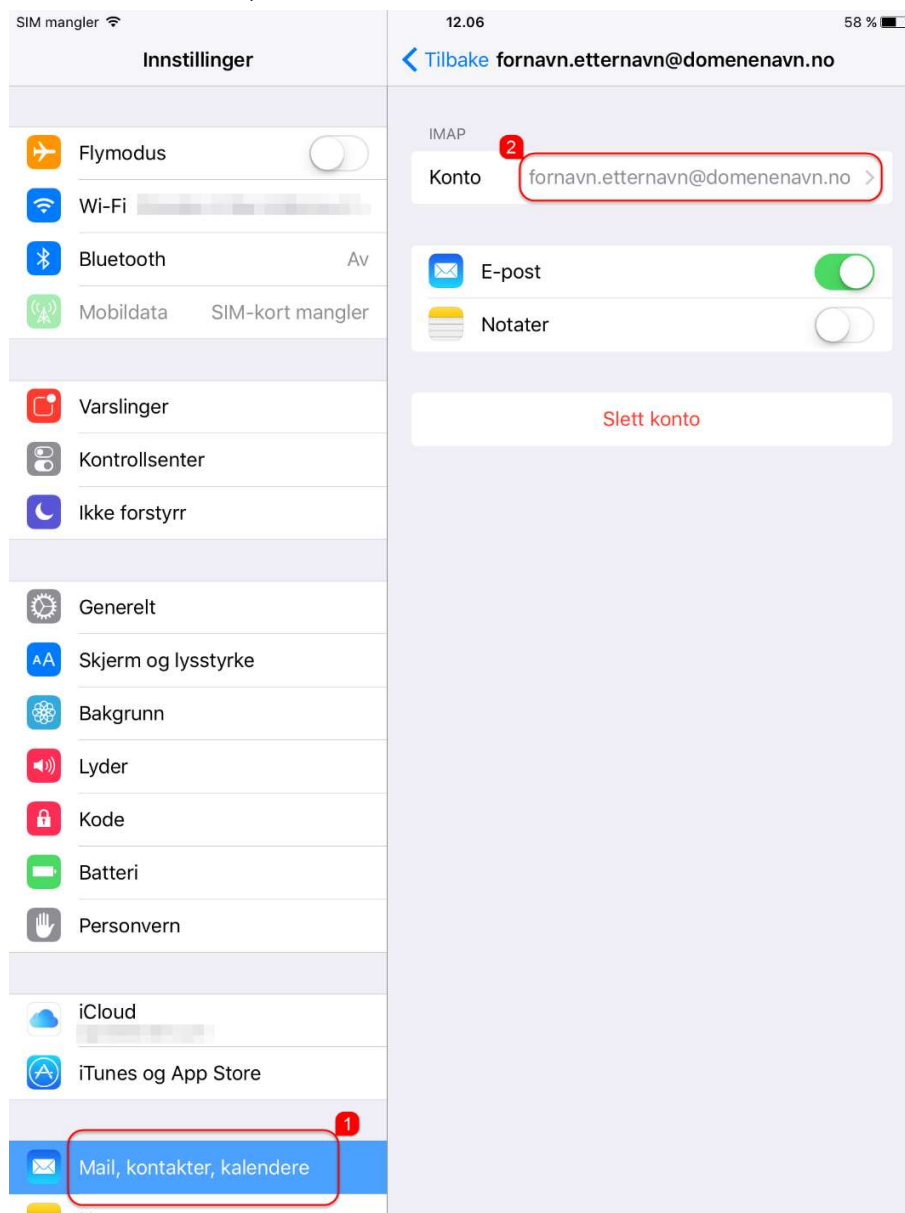 SIM mangler
12.06
58 %
Innstillinger
Tilbake fornavn.etternavn@domenenavn.no
Flymodus
Wi-Fi
Bluetooth Av
Mobildata SIM-kort mangler
Varslinger
Kontrollsenter
Ikke forstyrr
Generelt
AA Skjerm og lysstyrke
Bakgrunn
Lyder
Kode
Batteri
Personvern
iCloud
iTunes og App Store
1
Mail, kontakter, kalendere
IMAP
2
Konto fornavn.etternavn@domenenavn.no
E-post
Notater
Slett konto